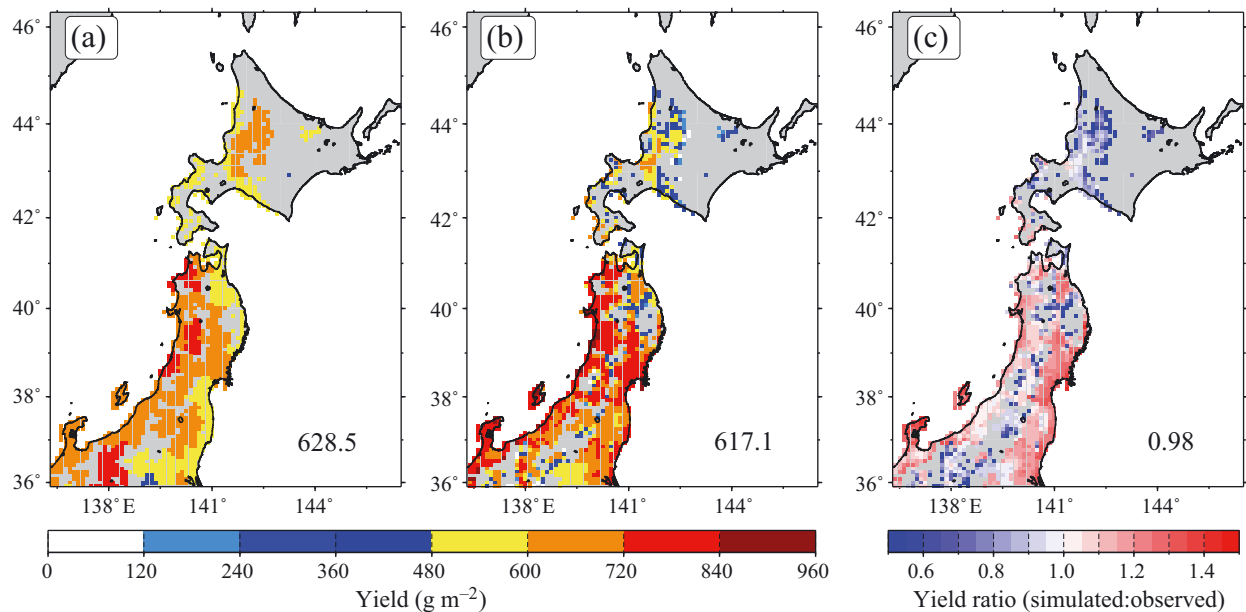 (a) (b) (c)
46° 46° 46°
44° 44° 44°
42° 42° 42°
40° 40° 40°
38° 38° 38°
36° 36° 36°
628.5 617.1 0.98
138° E 141° 144° 138° E 141° 144° 138° E 141° 144°
0 120 240 360 480 600 720 840 960
Yield (g m−2)
0.6 0.8 1.0 1.2 1.4
Yield ratio (simulated:observed)